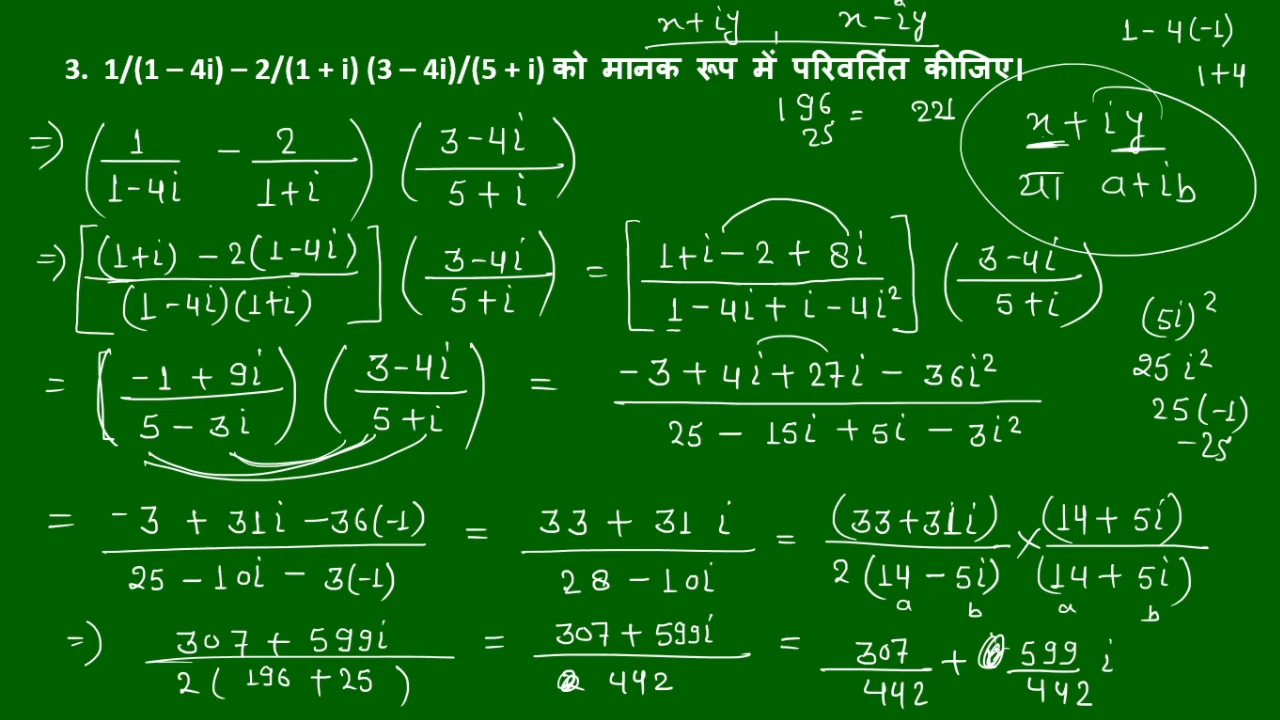 x + iy , x - iy
1 - 4(-1)
3. 1/(1 – 4i) – 2/(1 + i) (3 – 4i)/(5 + i) को मानक रूप में परिवर्तित कीजिए।
1+4
196
25 = 221
x + iy
या a+ib
⇒ (1/(1-4i) - 2/(1+i)) ((3-4i)/(5+i))
⇒ [((1+i) - 2(1-4i))/((1-4i)(1+i))] ((3-4i)/(5+i)) = [(1+i-2+8i)/(1-4i+i-4i²)] ((3-4i)/(5+i))
(5i)²
25 i²
25(-1)
-25
= ((-1+9i)/(5-3i)) ((3-4i)/(5+i)) = (-3+4i+27i-36i²)/(25-15i+5i-3i²)
= (-3+31i-36(-1))/(25-10i-3(-1)) = (33+31i)/(28-10i) = (33+31i)/(2(14-5i)) × (14+5i)/(14+5i)
a b a b
⇒ (307+599i)/(2(196+25)) = (307+599i)/442 = 307/442 + 599/442 i